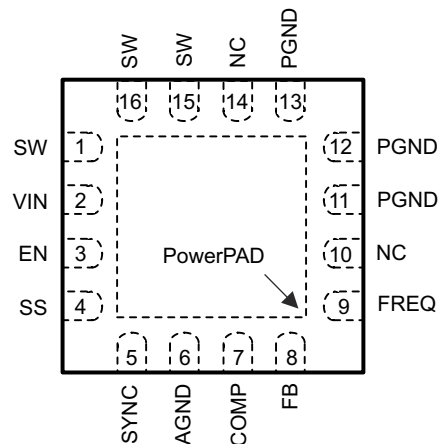 SW SW NC PGND
16 15 14 13
SW 1 12 PGND
VIN 2 11 PGND
EN 3 10 NC
PowerPAD
SS 4 9 FREQ
5 6 7 8
SYNC AGND COMP FB